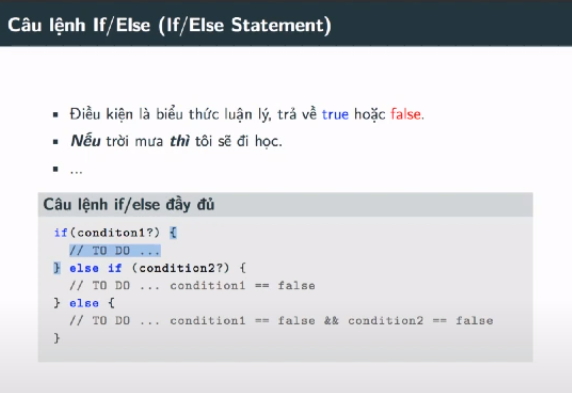 Câu lệnh If/Else (If/Else Statement)
▪ Điều kiện là biểu thức luận lý, trả về true hoặc false.
▪ Nếu trời mưa thì tôi sẽ đi học.
▪ ...
Câu lệnh if/else đầy đủ
if(conditon1?) {
  // TO DO ...
} else if (condition2?) {
  // TO DO ... condition1 == false
} else {
  // TO DO ... condition1 == false && condition2 == false
}